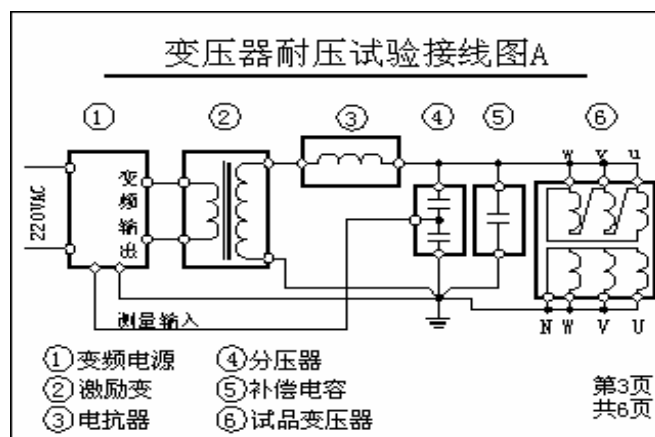 变压器耐压试验接线图A
① ② ③ ④ ⑤ ⑥
w v u
220VAC
变频输出
测量输入
N W V U
①变频电源 ④分压器
②激励变 ⑤补偿电容
③电抗器 ⑥试品变压器
第3页
共6页